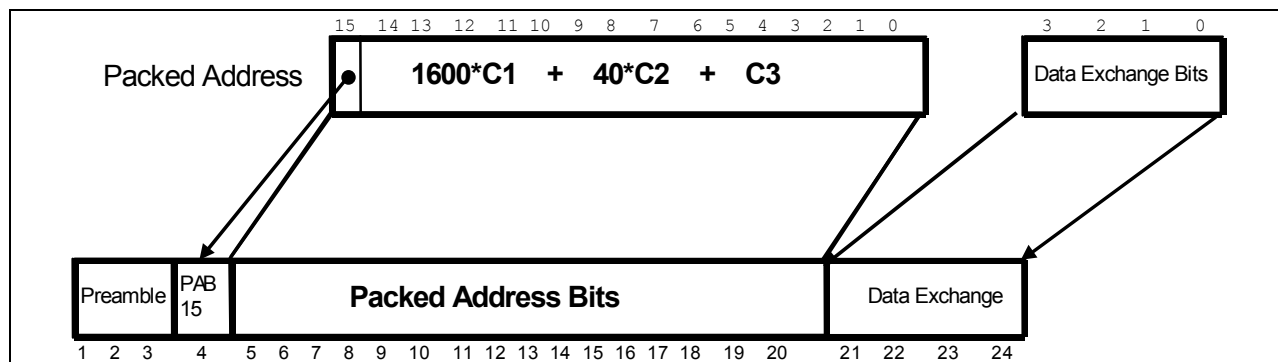 15 14 13 12 11 10 9 8 7 6 5 4 3 2 1 0
3 2 1 0
Packed Address
1600*C1 + 40*C2 + C3
Data Exchange Bits
Preamble
PAB
15
Packed Address Bits
Data Exchange
1 2 3 4 5 6 7 8 9 10 11 12 13 14 15 16 17 18 19 20 21 22 23 24